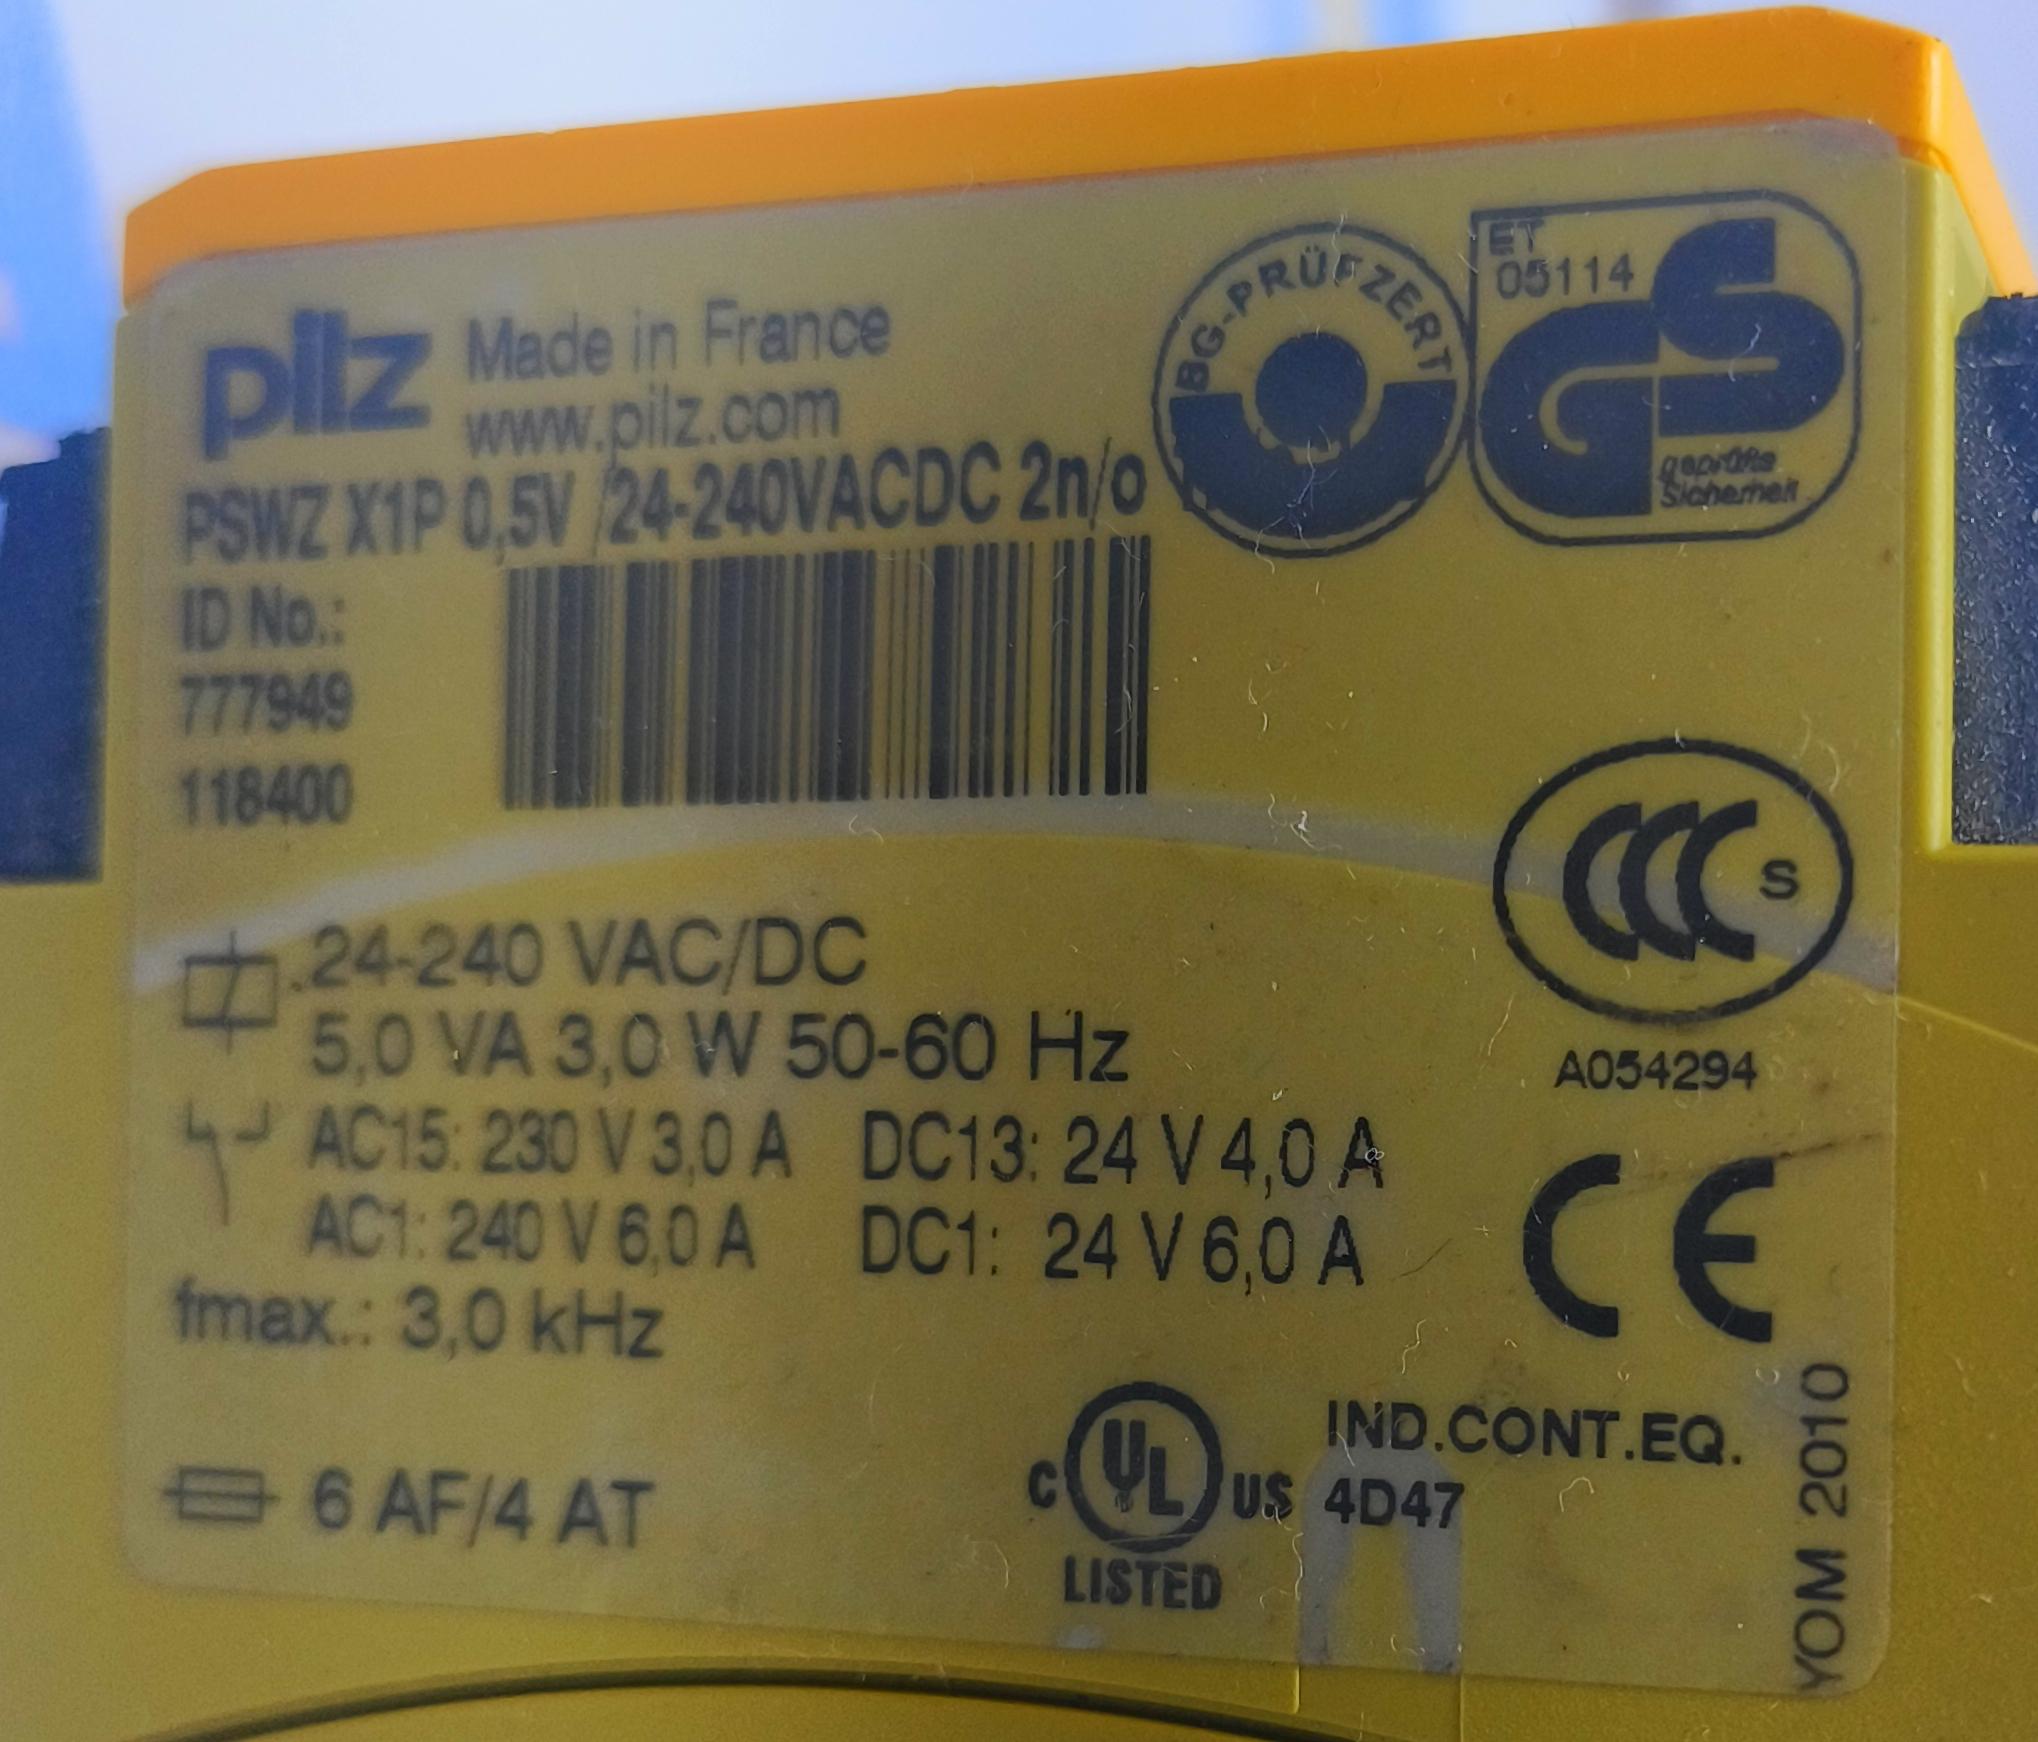 pilz Made in France
www.pilz.com
PSWZ X1P 0,5V /24-240VACDC 2n/o
ID No.:
777949
118400
BG-PRÜFZERT
ET
05114
GS
geprüfte
Sicherheit
CCC S
A054294
24-240 VAC/DC
5,0 VA 3,0 W 50-60 Hz
AC15: 230 V 3,0 A DC13: 24 V 4,0 A
AC1: 240 V 6,0 A DC1: 24 V 6,0 A
fmax.: 3,0 kHz
CE
6 AF/4 AT
C UL US
LISTED
IND.CONT.EQ.
4D47
YOM 2010